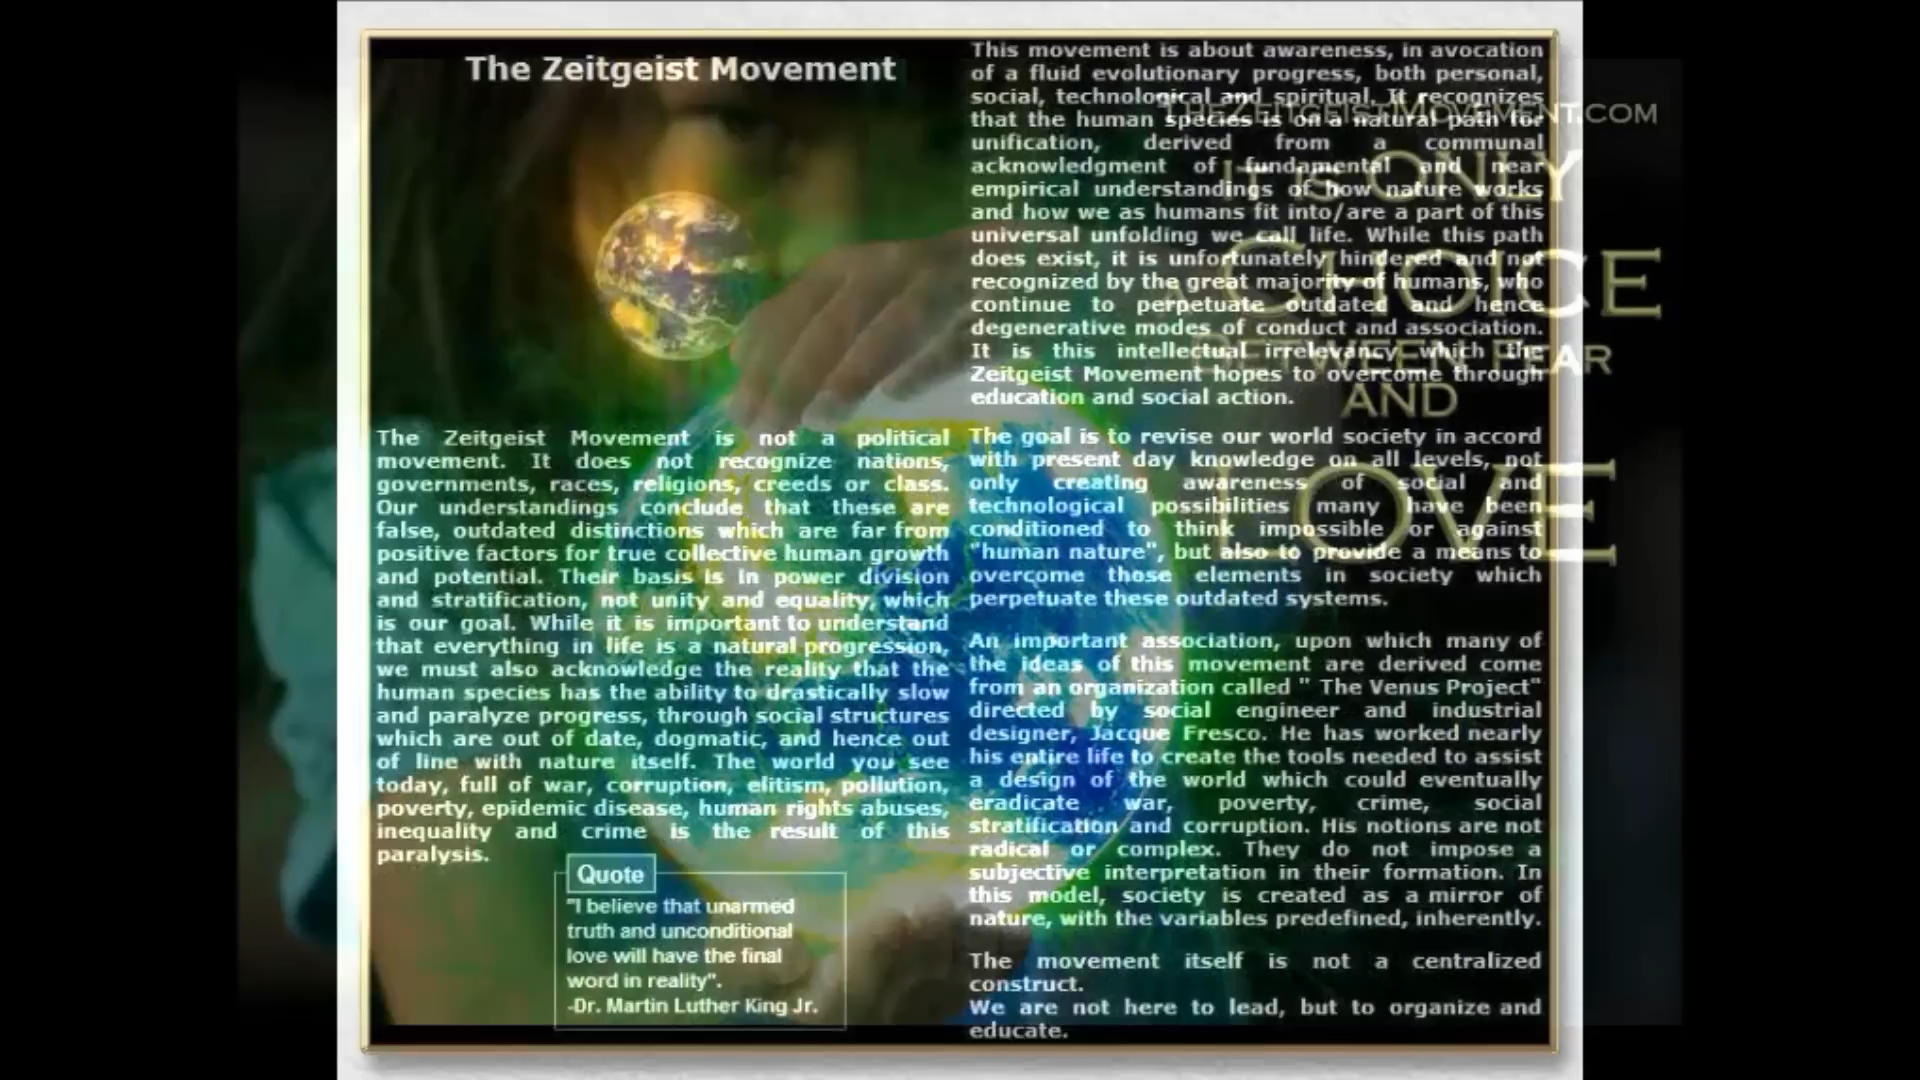 The Zeitgeist Movement
The Zeitgeist Movement is not a political
movement. It does not recognize nations,
governments, races, religions, creeds or class.
Our understandings conclude that these are
false, outdated distinctions which are far from
positive factors for true collective human growth
and potential. Their basis is in power division
and stratification, not unity and equality, which
is our goal. While it is important to understand
that everything in life is a natural progression,
we must also acknowledge the reality that the
human species has the ability to drastically slow
and paralyze progress, through social structures
which are out of date, dogmatic, and hence out
of line with nature itself. The world you see
today, full of war, corruption, elitism, pollution,
poverty, epidemic disease, human rights abuses,
inequality and crime is the result of this
paralysis.
Quote
"I believe that unarmed
truth and unconditional
love will have the final
word in reality".
-Dr. Martin Luther King Jr.
This movement is about awareness, in avocation
of a fluid evolutionary progress, both personal,
social, technological and spiritual. It recognizes
that the human species is on a natural path for
unification, derived from a communal
acknowledgment of fundamental and near
empirical understandings of how nature works
and how we as humans fit into/are a part of this
universal unfolding we call life. While this path
does exist, it is unfortunately hindered and not
recognized by the great majority of humans, who
continue to perpetuate outdated and hence
degenerative modes of conduct and association.
It is this intellectual irrelevancy which the
Zeitgeist Movement hopes to overcome through
education and social action.
The goal is to revise our world society in accord
with present day knowledge on all levels, not
only creating awareness of social and
technological possibilities many have been
conditioned to think impossible or against
"human nature", but also to provide a means to
overcome those elements in society which
perpetuate these outdated systems.
An important association, upon which many of
the ideas of this movement are derived come
from an organization called " The Venus Project"
directed by social engineer and industrial
designer, Jacque Fresco. He has worked nearly
his entire life to create the tools needed to assist
a design of the world which could eventually
eradicate war, poverty, crime, social
stratification and corruption. His notions are not
radical or complex. They do not impose a
subjective interpretation in their formation. In
this model, society is created as a mirror of
nature, with the variables predefined, inherently.
The movement itself is not a centralized
construct.
We are not here to lead, but to organize and
educate.
THEZEITGEISTMOVEMENT.COM
IT IS ONLY
A CHOICE
BETWEEN FEAR
AND
LOVE